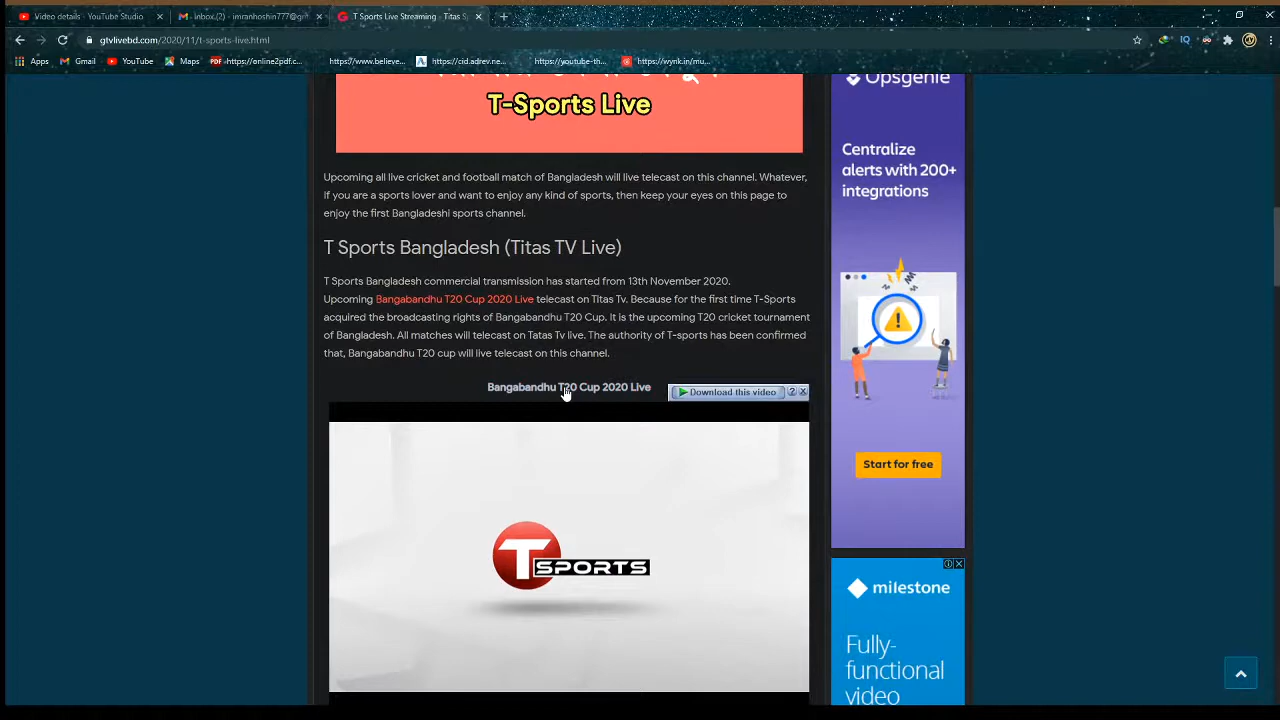 Video details - YouTube Studio
Inbox (2) - imranhoshin777@gm
T Sports Live Streaming - Titas S
gtvlivebd.com/2020/11/t-sports-live.html
Apps
Gmail
YouTube
Maps
https://online2pdf.c...
https://www.believe...
https://cid.adrev.ne...
https://youtube-th...
https://wynk.in/mu...
T-Sports Live
Upcoming all live cricket and football match of Bangladesh will live telecast on this channel. Whatever,
if you are a sports lover and want to enjoy any kind of sports, then keep your eyes on this page to
enjoy the first Bangladeshi sports channel.
T Sports Bangladesh (Titas TV Live)
T Sports Bangladesh commercial transmission has started from 13th November 2020.
Upcoming Bangabandhu T20 Cup 2020 Live telecast on Titas Tv. Because for the first time T-Sports
acquired the broadcasting rights of Bangabandhu T20 Cup. It is the upcoming T20 cricket tournament
of Bangladesh. All matches will telecast on Tatas Tv live. The authority of T-sports has been confirmed
that, Bangabandhu T20 cup will live telecast on this channel.
Bangabandhu T20 Cup 2020 Live
Download this video
T SPORTS
Opsgenie
Centralize
alerts with 200+
integrations
Start for free
milestone
Fully-
functional
video